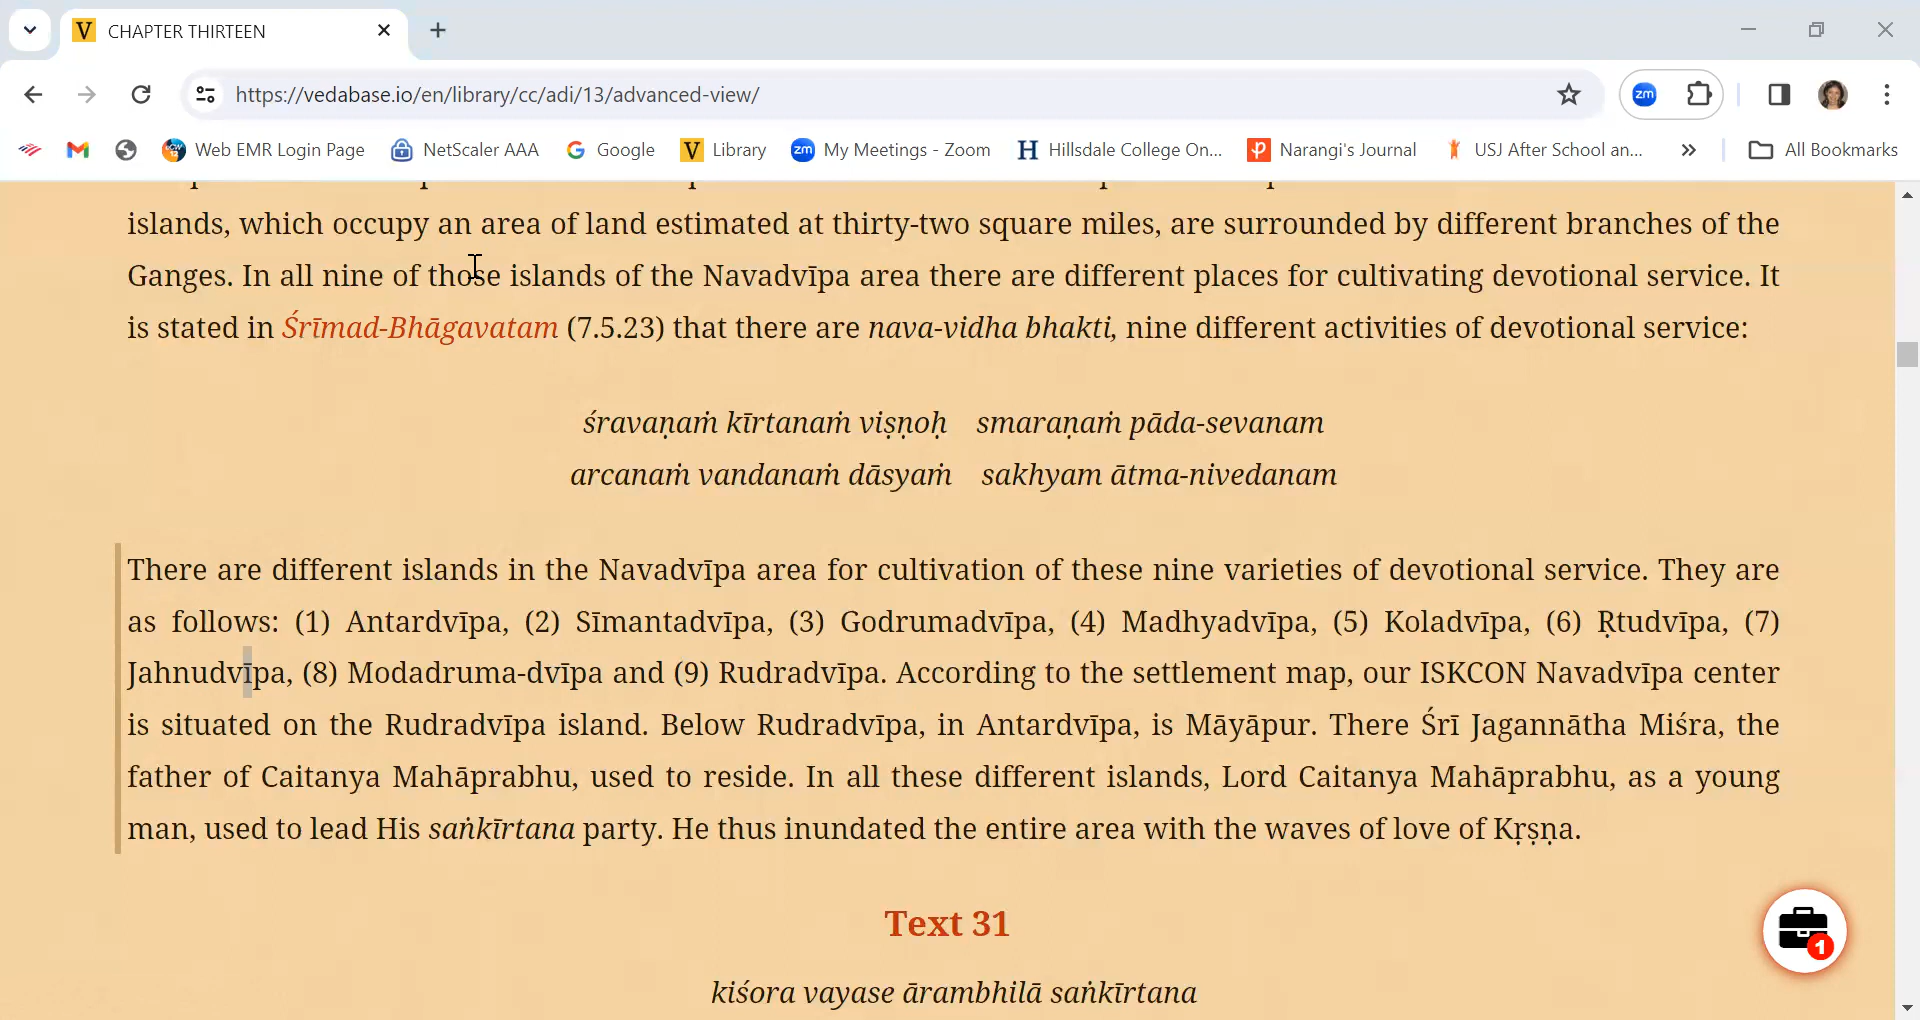 CHAPTER THIRTEEN
https://vedabase.io/en/library/cc/adi/13/advanced-view/
zm
Web EMR Login Page NetScaler AAA Google Library zm My Meetings - Zoom Hillsdale College On... Narangi's Journal USJ After School an... » All Bookmarks
islands, which occupy an area of land estimated at thirty-two square miles, are surrounded by different branches of the
Ganges. In all nine of those islands of the Navadvīpa area there are different places for cultivating devotional service. It
is stated in Śrīmad-Bhāgavatam (7.5.23) that there are nava-vidha bhakti, nine different activities of devotional service:
śravaṇaṁ kīrtanaṁ viṣṇoḥ smaraṇaṁ pāda-sevanam
arcanaṁ vandanaṁ dāsyaṁ sakhyam ātma-nivedanam
There are different islands in the Navadvīpa area for cultivation of these nine varieties of devotional service. They are
as follows: (1) Antardvīpa, (2) Sīmantadvīpa, (3) Godrumadvīpa, (4) Madhyadvīpa, (5) Koladvīpa, (6) Ṛtudvīpa, (7)
Jahnudvīpa, (8) Modadruma-dvīpa and (9) Rudradvīpa. According to the settlement map, our ISKCON Navadvīpa center
is situated on the Rudradvīpa island. Below Rudradvīpa, in Antardvīpa, is Māyāpur. There Śrī Jagannātha Miśra, the
father of Caitanya Mahāprabhu, used to reside. In all these different islands, Lord Caitanya Mahāprabhu, as a young
man, used to lead His saṅkīrtana party. He thus inundated the entire area with the waves of love of Kṛṣṇa.
Text 31
1
kiśora vayase ārambhilā saṅkīrtana